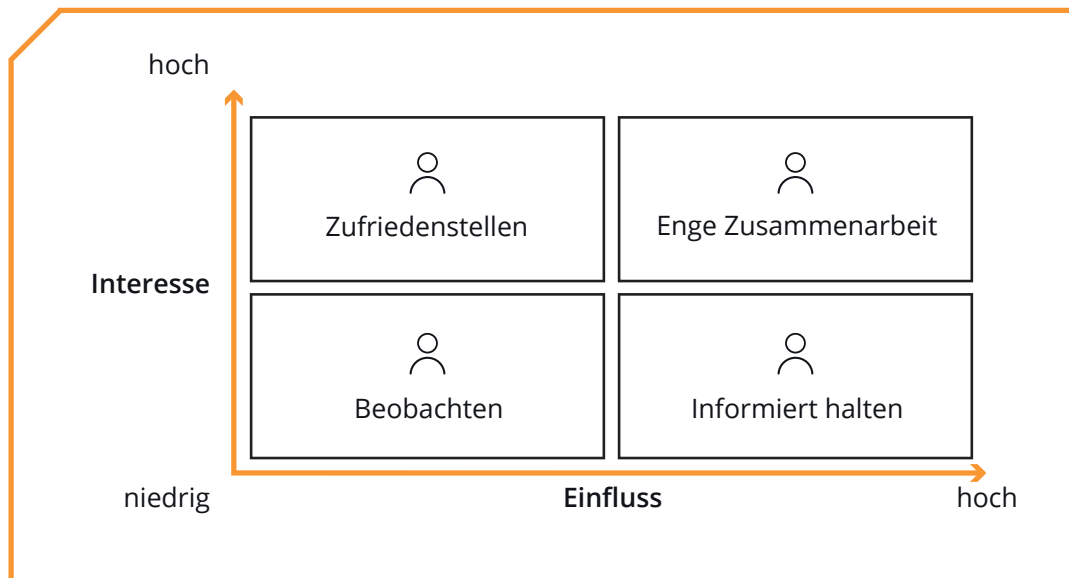 hoch
Zufriedenstellen
Enge Zusammenarbeit
Interesse
Beobachten
Informiert halten
niedrig
Einfluss
hoch